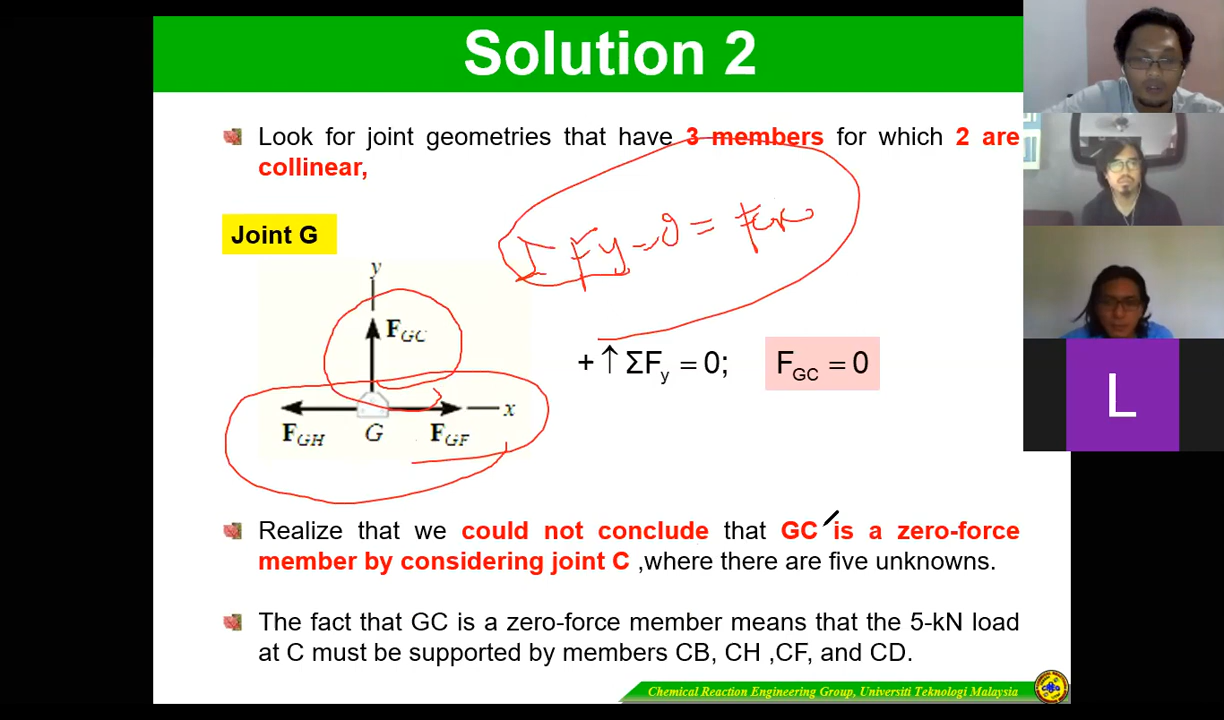 Solution 2
Look for joint geometries that have 3 members for which 2 are
collinear,
Joint G
Σ Fy = 0 =
y
F_GC
x
F_GH G F_GF
+ ↑ ΣF_y = 0; F_GC = 0
L
Realize that we could not conclude that GC is a zero-force
member by considering joint C ,where there are five unknowns.
The fact that GC is a zero-force member means that the 5-kN load
at C must be supported by members CB, CH ,CF, and CD.
Chemical Reaction Engineering Group, Universiti Teknologi Malaysia